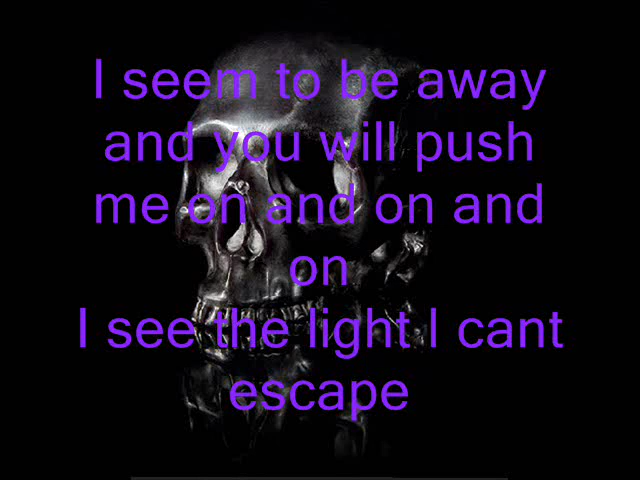 I seem to be away
and you will push
me on and on and
on
I see the light I cant
escape